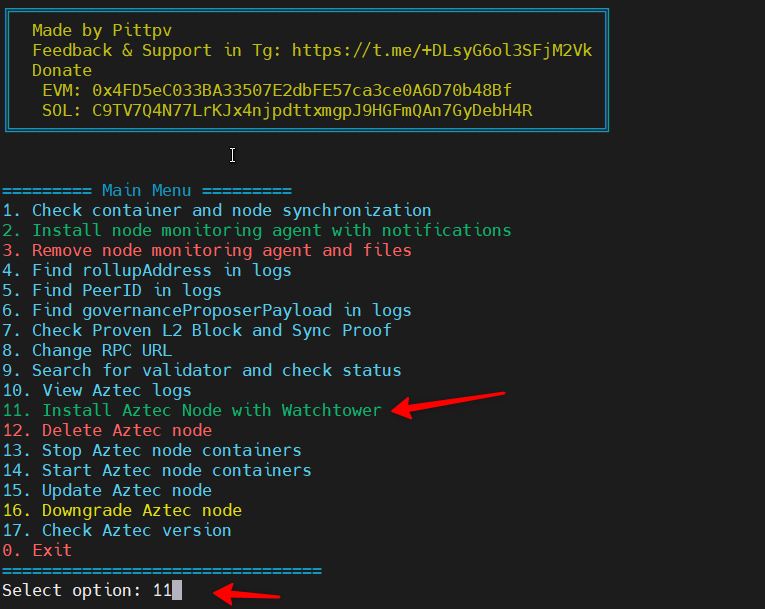 Made by Pittpv
Feedback & Support in Tg: https://t.me/+DLsyG6ol3SFjM2Vk
Donate
EVM: 0x4FD5eC033BA33507E2dbFE57ca3ce0A6D70b48Bf
SOL: C9TV7Q4N77LrKJx4njpdttxmgpJ9HGFmQAn7GyDebH4R
========= Main Menu =========
1. Check container and node synchronization
2. Install node monitoring agent with notifications
3. Remove node monitoring agent and files
4. Find rollupAddress in logs
5. Find PeerID in logs
6. Find governanceProposerPayload in logs
7. Check Proven L2 Block and Sync Proof
8. Change RPC URL
9. Search for validator and check status
10. View Aztec logs
11. Install Aztec Node with Watchtower
12. Delete Aztec node
13. Stop Aztec node containers
14. Start Aztec node containers
15. Update Aztec node
16. Downgrade Aztec node
17. Check Aztec version
0. Exit
================================
Select option: 11